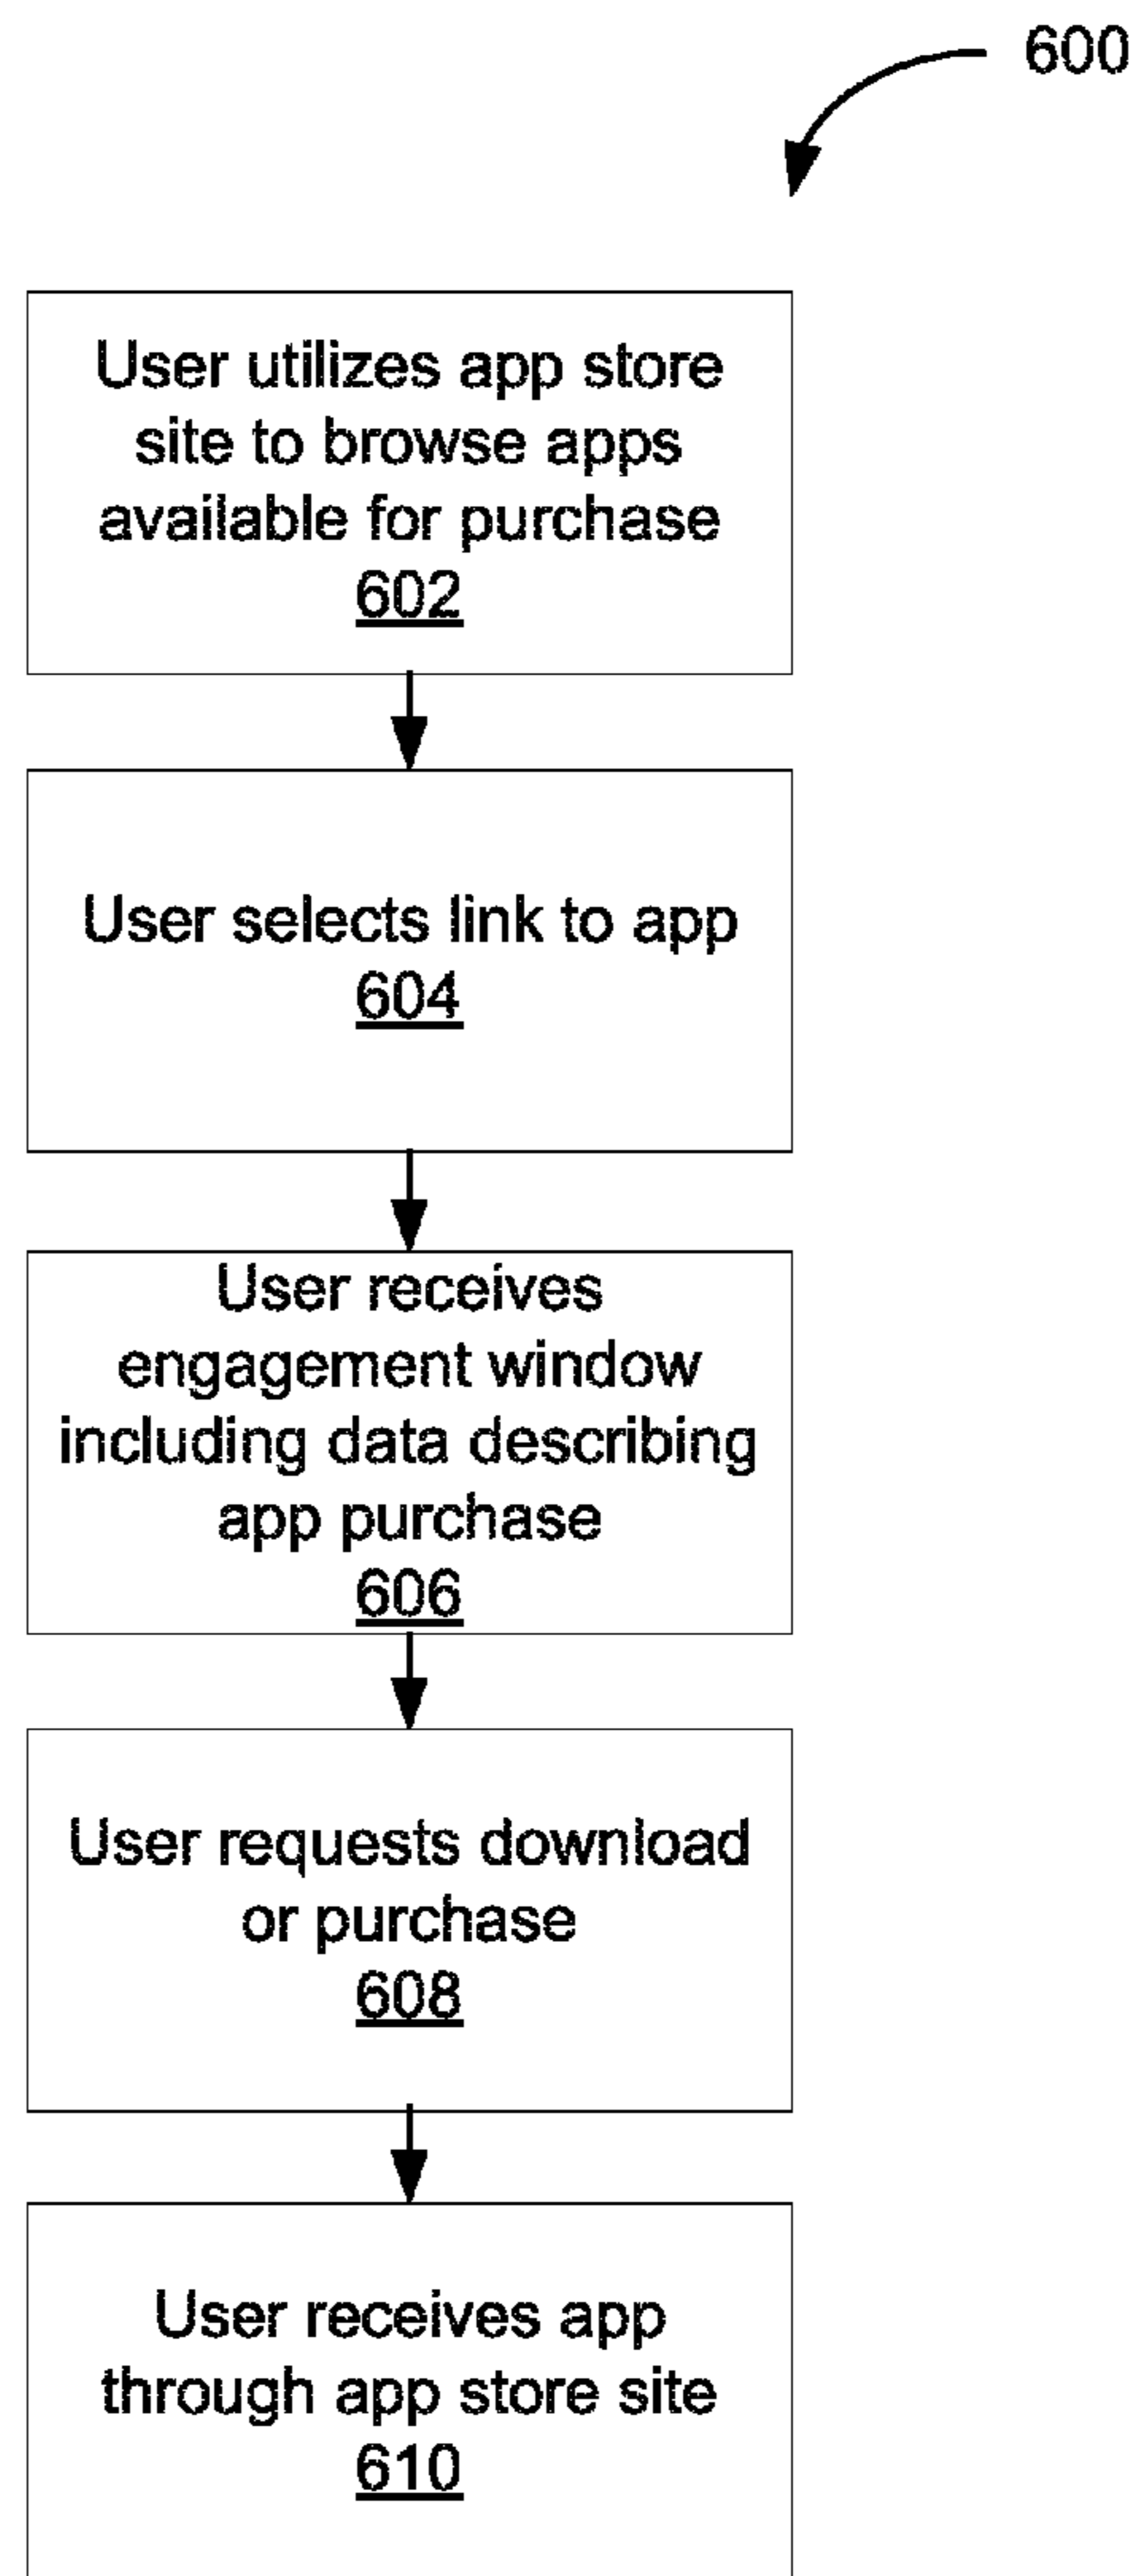 600
User utilizes app store
site to browse apps
available for purchase
602
User selects link to app
604
User receives
engagement window
including data describing
app purchase
606
User requests download
or purchase
608
User receives app
through app store site
610